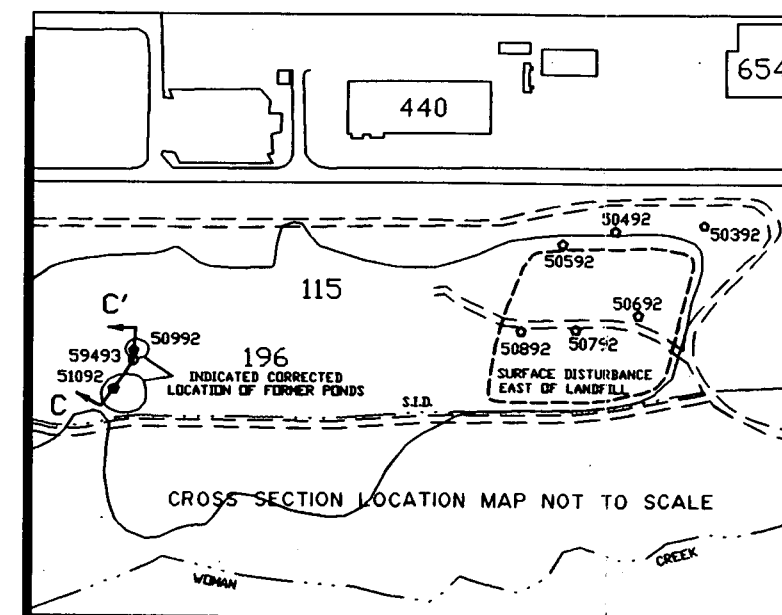 440
654
50492
50392
50592
115
C'
50692
50992
59493
196
50892
50792
51092
INDICATED CORRECTED
LOCATION OF FORMER PONDS
SURFACE DISTURBANCE
EAST OF LANDFILL
C
S.I.D.
CROSS SECTION LOCATION MAP NOT TO SCALE
WOMAN
CREEK